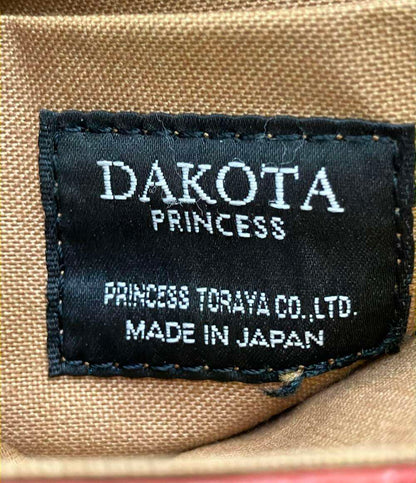 DAKOTA
PRINCESS
PRINCESS TORAYA CO.,LTD.
MADE IN JAPAN